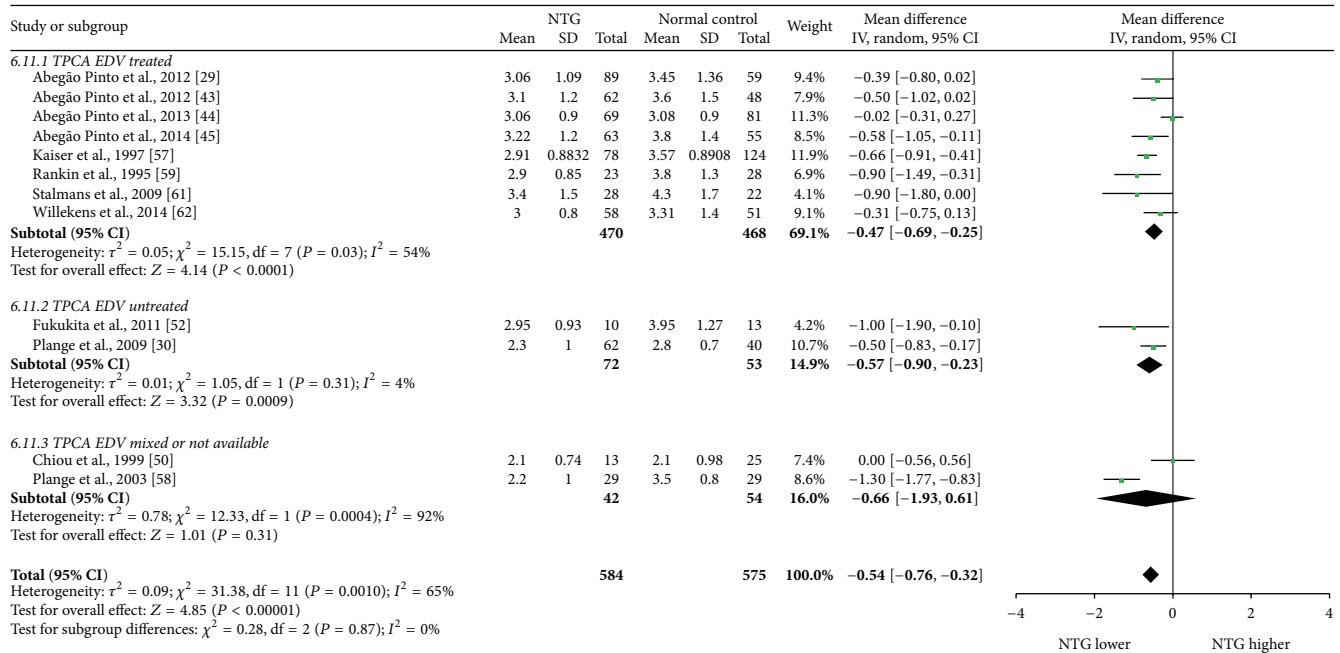 Study or subgroup NTG Normal control Weight Mean difference Mean difference
Mean SD Total Mean SD Total IV, random, 95% CI IV, random, 95% CI
6.11.1 TPCA EDV treated
Abegão Pinto et al., 2012 [29] 3.06 1.09 89 3.45 1.36 59 9.4% −0.39 [−0.80, 0.02]
Abegão Pinto et al., 2012 [43] 3.1 1.2 62 3.6 1.5 48 7.9% −0.50 [−1.02, 0.02]
Abegão Pinto et al., 2013 [44] 3.06 0.9 69 3.08 0.9 81 11.3% −0.02 [−0.31, 0.27]
Abegão Pinto et al., 2014 [45] 3.22 1.2 63 3.8 1.4 55 8.5% −0.58 [−1.05, −0.11]
Kaiser et al., 1997 [57] 2.91 0.8832 78 3.57 0.8908 124 11.9% −0.66 [−0.91, −0.41]
Rankin et al., 1995 [59] 2.9 0.85 23 3.8 1.3 28 6.9% −0.90 [−1.49, −0.31]
Stalmans et al., 2009 [61] 3.4 1.5 28 4.3 1.7 22 4.1% −0.90 [−1.80, 0.00]
Willekens et al., 2014 [62] 3 0.8 58 3.31 1.4 51 9.1% −0.31 [−0.75, 0.13]
Subtotal (95% CI) 470 468 69.1% −0.47 [−0.69, −0.25]
Heterogeneity: τ² = 0.05; χ² = 15.15, df = 7 (P = 0.03); I² = 54%
Test for overall effect: Z = 4.14 (P < 0.0001)
6.11.2 TPCA EDV untreated
Fukukita et al., 2011 [52] 2.95 0.93 10 3.95 1.27 13 4.2% −1.00 [−1.90, −0.10]
Plange et al., 2009 [30] 2.3 1 62 2.8 0.7 40 10.7% −0.50 [−0.83, −0.17]
Subtotal (95% CI) 72 53 14.9% −0.57 [−0.90, −0.23]
Heterogeneity: τ² = 0.01; χ² = 1.05, df = 1 (P = 0.31); I² = 4%
Test for overall effect: Z = 3.32 (P = 0.0009)
6.11.3 TPCA EDV mixed or not available
Chiou et al., 1999 [50] 2.1 0.74 13 2.1 0.98 25 7.4% 0.00 [−0.56, 0.56]
Plange et al., 2003 [58] 2.2 1 29 3.5 0.8 29 8.6% −1.30 [−1.77, −0.83]
Subtotal (95% CI) 42 54 16.0% −0.66 [−1.93, 0.61]
Heterogeneity: τ² = 0.78; χ² = 12.33, df = 1 (P = 0.0004); I² = 92%
Test for overall effect: Z = 1.01 (P = 0.31)
Total (95% CI) 584 575 100.0% −0.54 [−0.76, −0.32]
Heterogeneity: τ² = 0.09; χ² = 31.38, df = 11 (P = 0.0010); I² = 65%
Test for overall effect: Z = 4.85 (P < 0.00001)
Test for subgroup differences: χ² = 0.28, df = 2 (P = 0.87); I² = 0%
−4 −2 0 2 4
NTG lower NTG higher